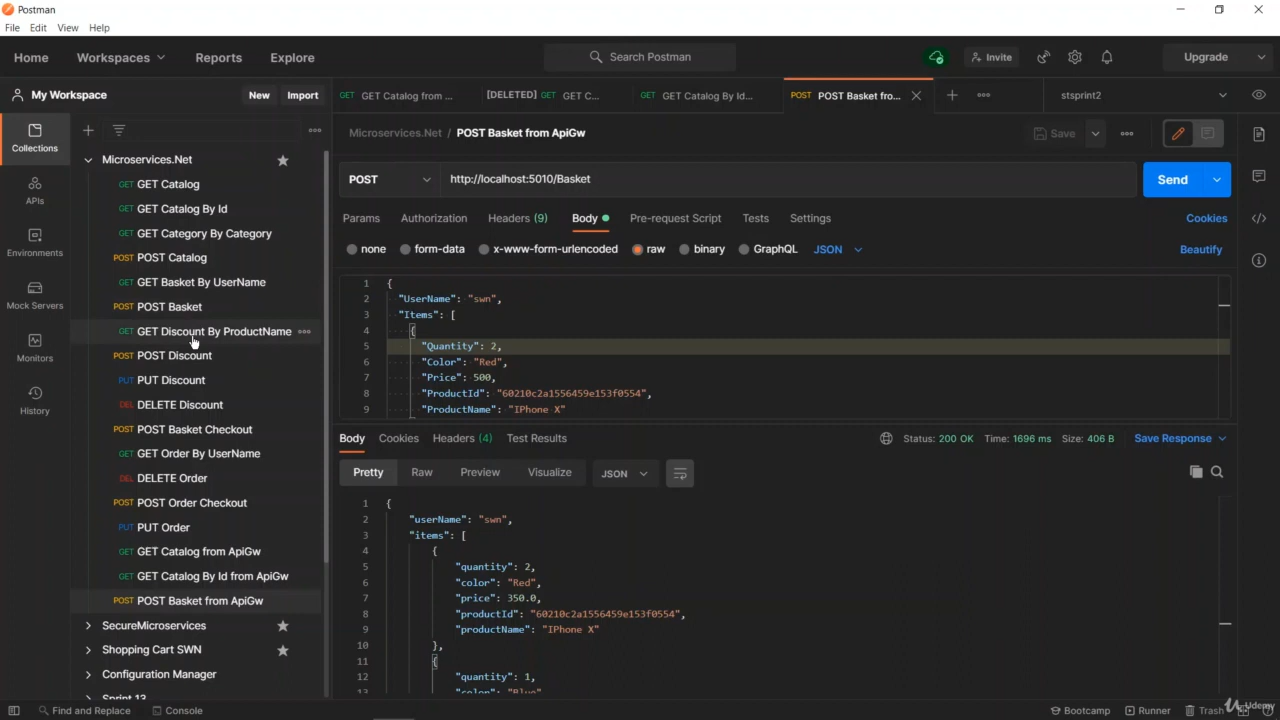 Postman
File Edit View Help
Home Workspaces Reports Explore Search Postman Invite Upgrade
My Workspace New Import
GET GET Catalog from ... [DELETED] GET GET C... GET GET Catalog By Id... POST POST Basket fro... stsprint2
Collections
APIs
Environments
Mock Servers
Monitors
History
Microservices.Net
GET GET Catalog
GET GET Catalog By Id
GET GET Category By Category
POST POST Catalog
GET GET Basket By UserName
POST POST Basket
GET GET Discount By ProductName
POST POST Discount
PUT PUT Discount
DEL DELETE Discount
POST POST Basket Checkout
GET GET Order By UserName
DEL DELETE Order
POST POST Order Checkout
PUT PUT Order
GET GET Catalog from ApiGw
GET GET Catalog By Id from ApiGw
POST POST Basket from ApiGw
SecureMicroservices
Shopping Cart SWN
Configuration Manager
Sprint 13
Microservices.Net / POST Basket from ApiGw Save
POST http://localhost:5010/Basket Send
Params Authorization Headers (9) Body Pre-request Script Tests Settings Cookies
none form-data x-www-form-urlencoded raw binary GraphQL JSON Beautify
1 {
2 "UserName": "swn",
3 "Items": [
4 {
5 "Quantity": 2,
6 "Color": "Red",
7 "Price": 500,
8 "ProductId": "60210c2a1556459e153f0554",
9 "ProductName": "IPhone X"
Body Cookies Headers (4) Test Results Status: 200 OK Time: 1696 ms Size: 406 B Save Response
Pretty Raw Preview Visualize JSON
1 {
2 "userName": "swn",
3 "items": [
4 {
5 "quantity": 2,
6 "color": "Red",
7 "price": 350.0,
8 "productId": "60210c2a1556459e153f0554",
9 "productName": "IPhone X"
10 },
11 {
12 "quantity": 1,
13 "color": "Blue"
Find and Replace Console Bootcamp Runner Trash
Udemy